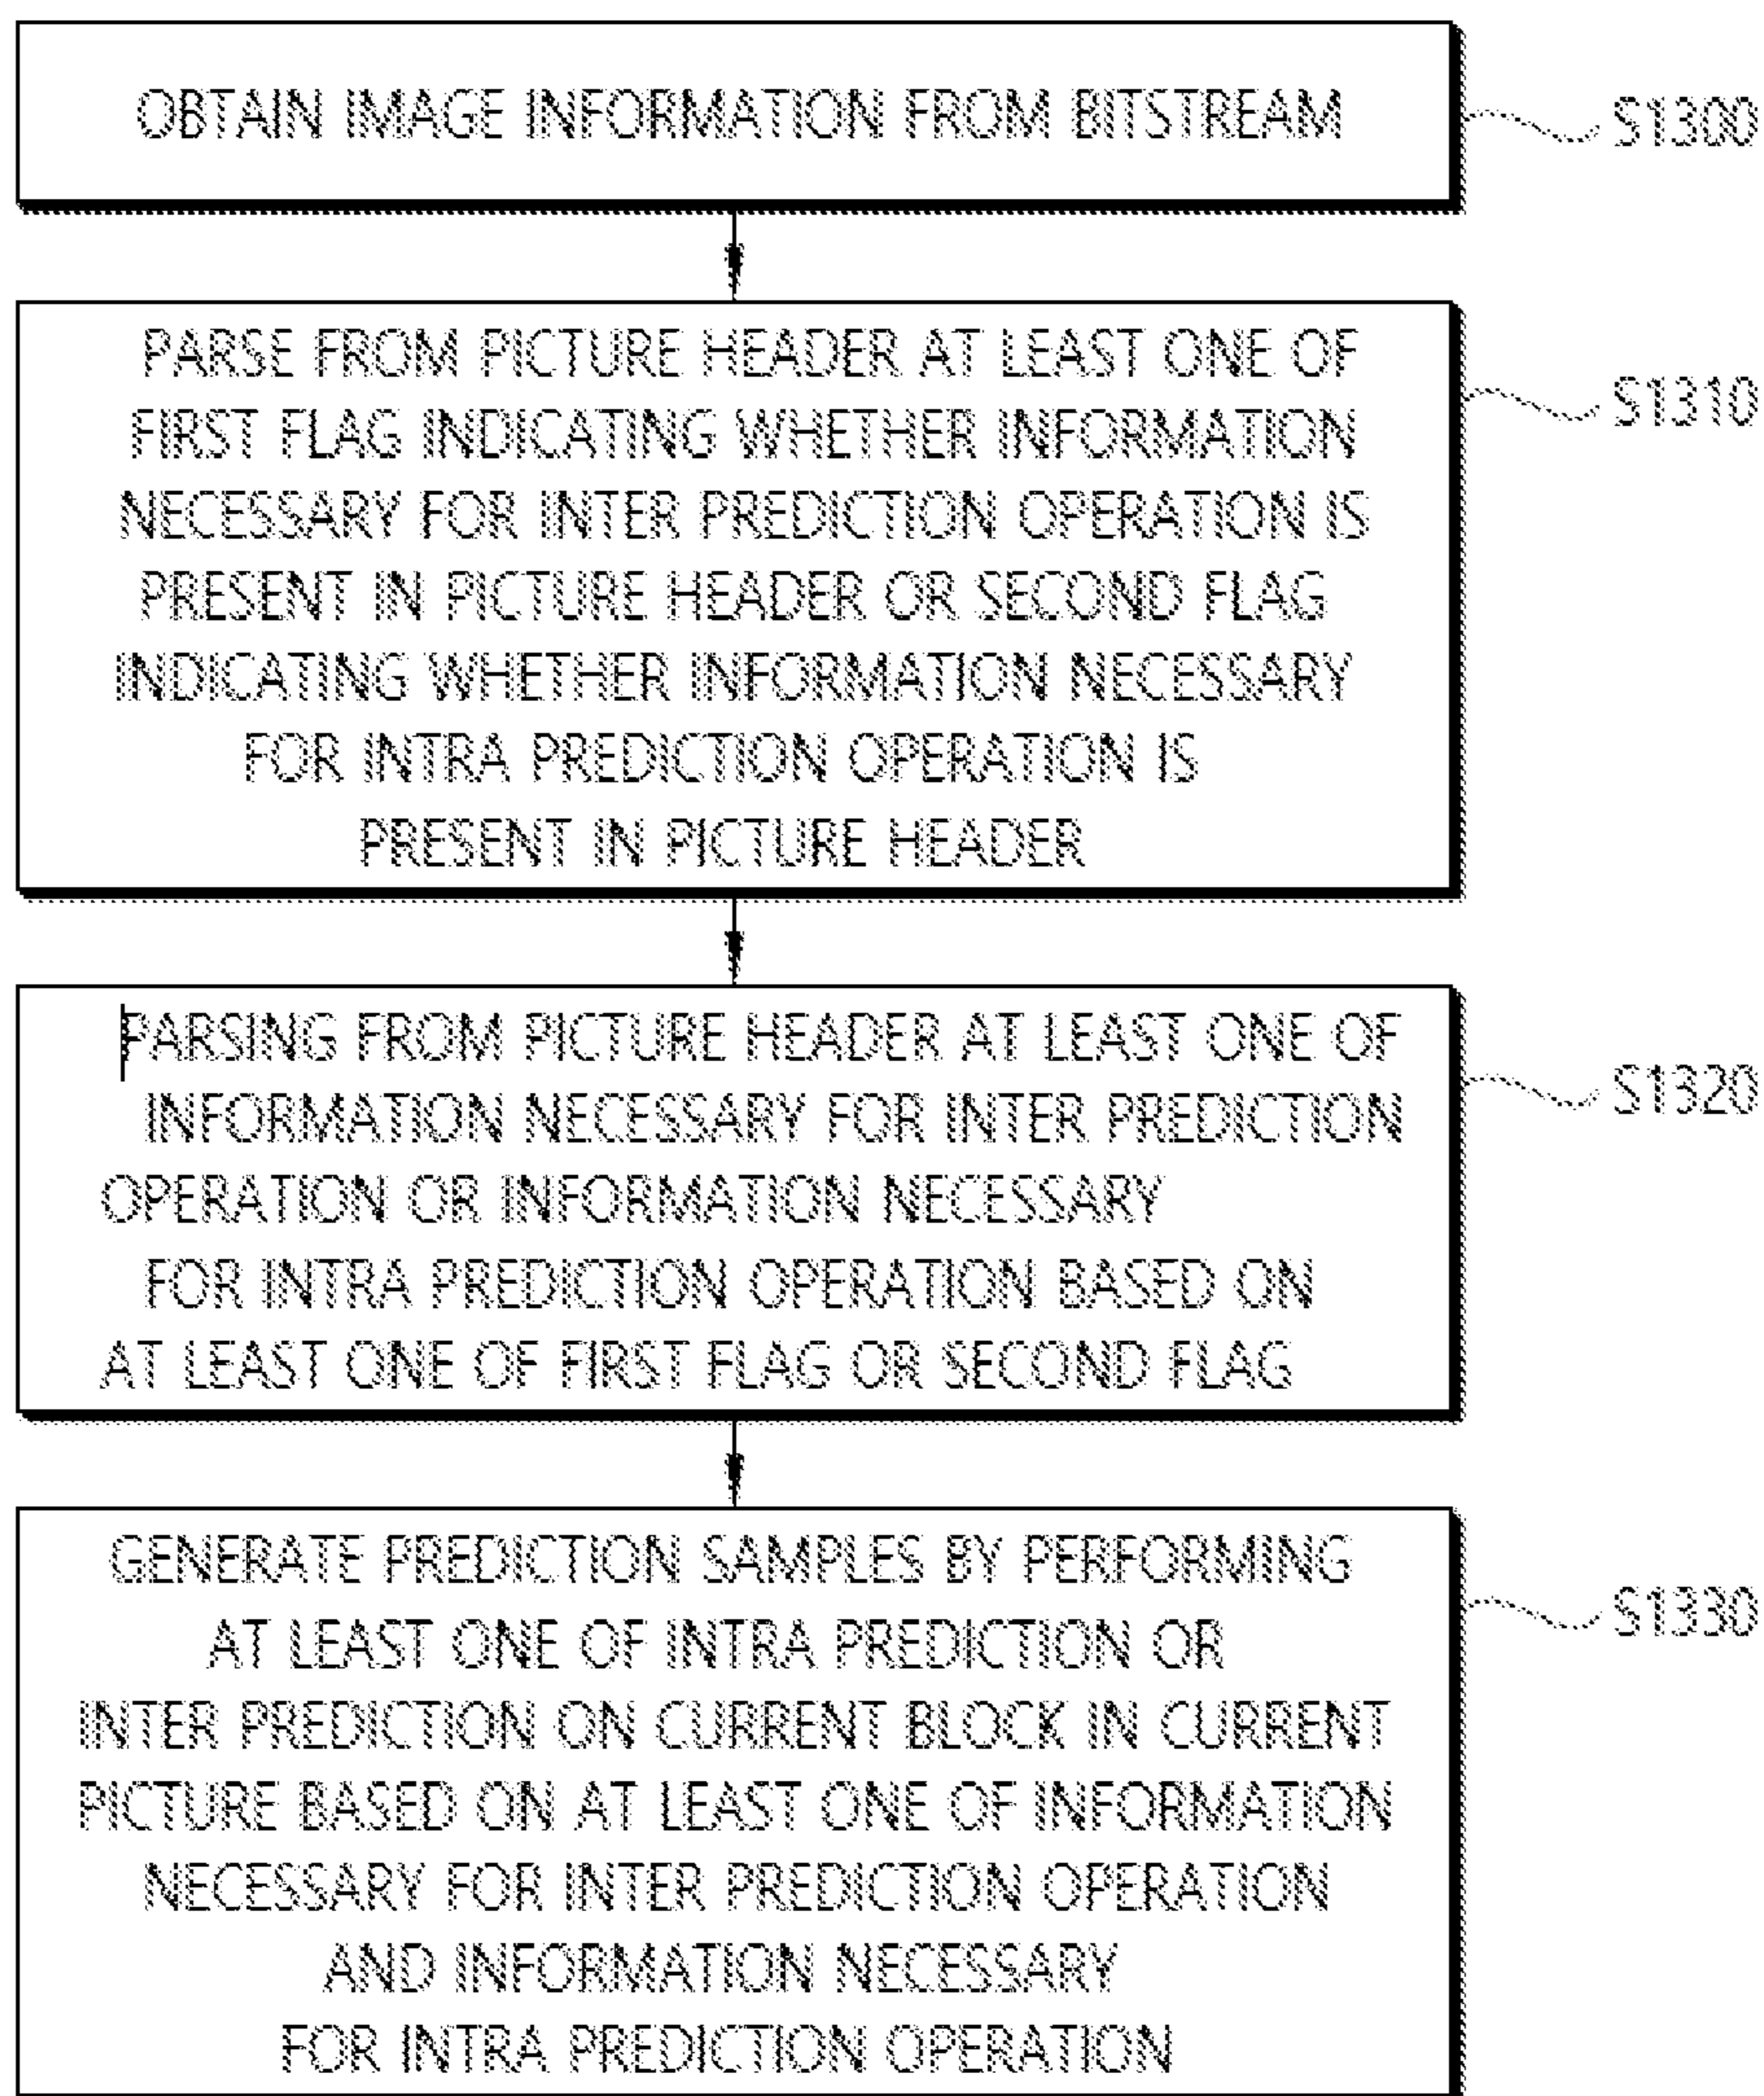 OBTAIN IMAGE INFORMATION FROM BITSTREAM
S1300
PARSE FROM PICTURE HEADER AT LEAST ONE OF
FIRST FLAG INDICATING WHETHER INFORMATION
NECESSARY FOR INTER PREDICTION OPERATION IS
PRESENT IN PICTURE HEADER OR SECOND FLAG
INDICATING WHETHER INFORMATION NECESSARY
FOR INTRA PREDICTION OPERATION IS
PRESENT IN PICTURE HEADER
S1310
PARSING FROM PICTURE HEADER AT LEAST ONE OF
INFORMATION NECESSARY FOR INTER PREDICTION
OPERATION OR INFORMATION NECESSARY
FOR INTRA PREDICTION OPERATION BASED ON
AT LEAST ONE OF FIRST FLAG OR SECOND FLAG
S1320
GENERATE PREDICTION SAMPLES BY PERFORMING
AT LEAST ONE OF INTRA PREDICTION OR
INTER PREDICTION ON CURRENT BLOCK IN CURRENT
PICTURE BASED ON AT LEAST ONE OF INFORMATION
NECESSARY FOR INTER PREDICTION OPERATION
AND INFORMATION NECESSARY
FOR INTRA PREDICTION OPERATION
S1330